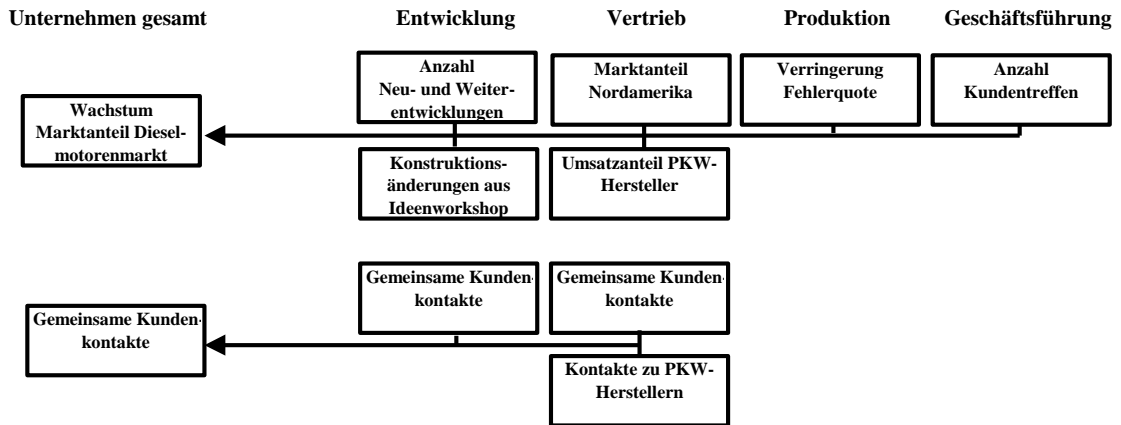 Unternehmen gesamt
Entwicklung
Vertrieb
Produktion
Geschäftsführung
Anzahl
Neu- und Weiter-
entwicklungen
Marktanteil
Nordamerika
Verringerung
Fehlerquote
Anzahl
Kundentreffen
Wachstum
Marktanteil Diesel-
motorenmarkt
Konstruktions-
änderungen aus
Ideenworkshop
Umsatzanteil PKW-
Hersteller
Gemeinsame Kunden-
kontakte
Gemeinsame Kunden-
kontakte
Gemeinsame Kunden-
kontakte
Kontakte zu PKW-
Herstellern